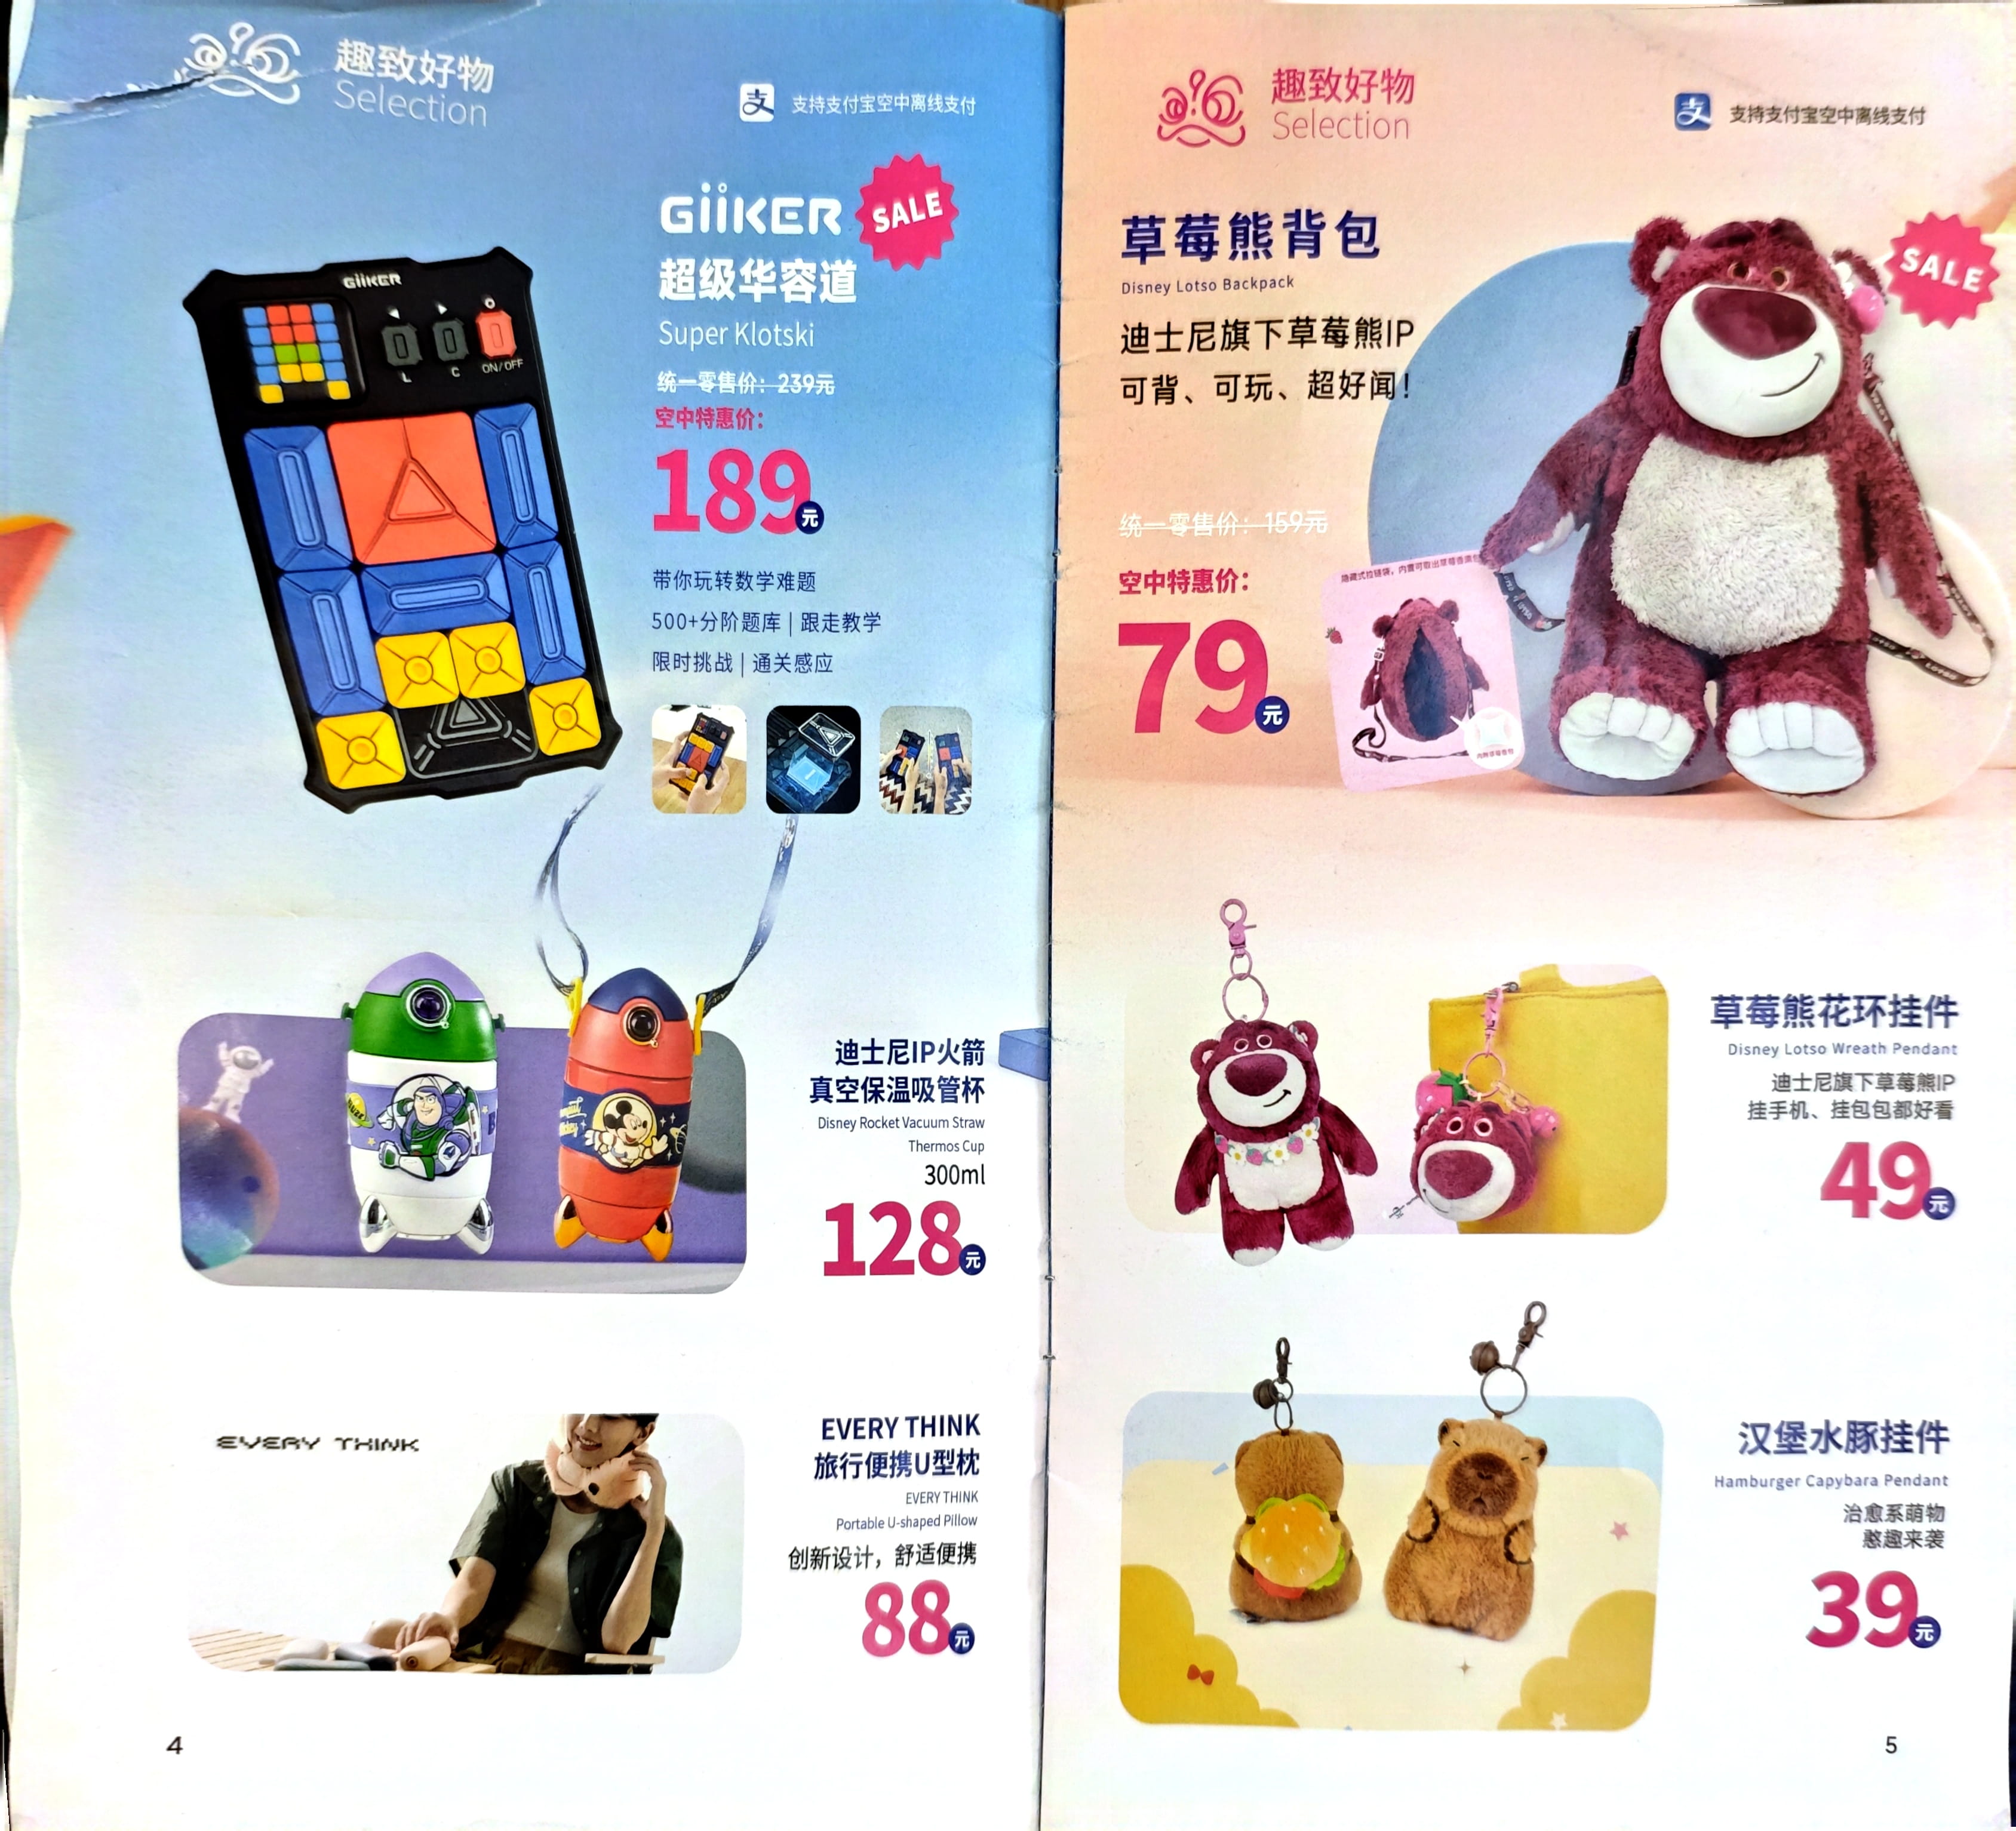 趣致好物
Selection
支持支付宝空中离线支付
GiiKER
SALE
超级华容道
Super Klotski
统一零售价：239元
空中特惠价：
189元
带你玩转数学难题
500+分阶题库 | 跟走教学
限时挑战 | 通关感应
GiiKER
L
C
ON/OFF
迪士尼IP火箭
真空保温吸管杯
Disney Rocket Vacuum Straw
Thermos Cup
300ml
128元
EVERY THINK
EVERY THINK
旅行便携U型枕
EVERY THINK
Portable U-shaped Pillow
创新设计，舒适便携
88元
4
趣致好物
Selection
支持支付宝空中离线支付
草莓熊背包
Disney Lotso Backpack
SALE
迪士尼旗下草莓熊IP
可背、可玩、超好闻！
统一零售价：159元
空中特惠价：
79元
草莓熊花环挂件
Disney Lotso Wreath Pendant
迪士尼旗下草莓熊IP
挂手机、挂包包都好看
49元
汉堡水豚挂件
Hamburger Capybara Pendant
治愈系萌物
憨趣来袭
39元
5